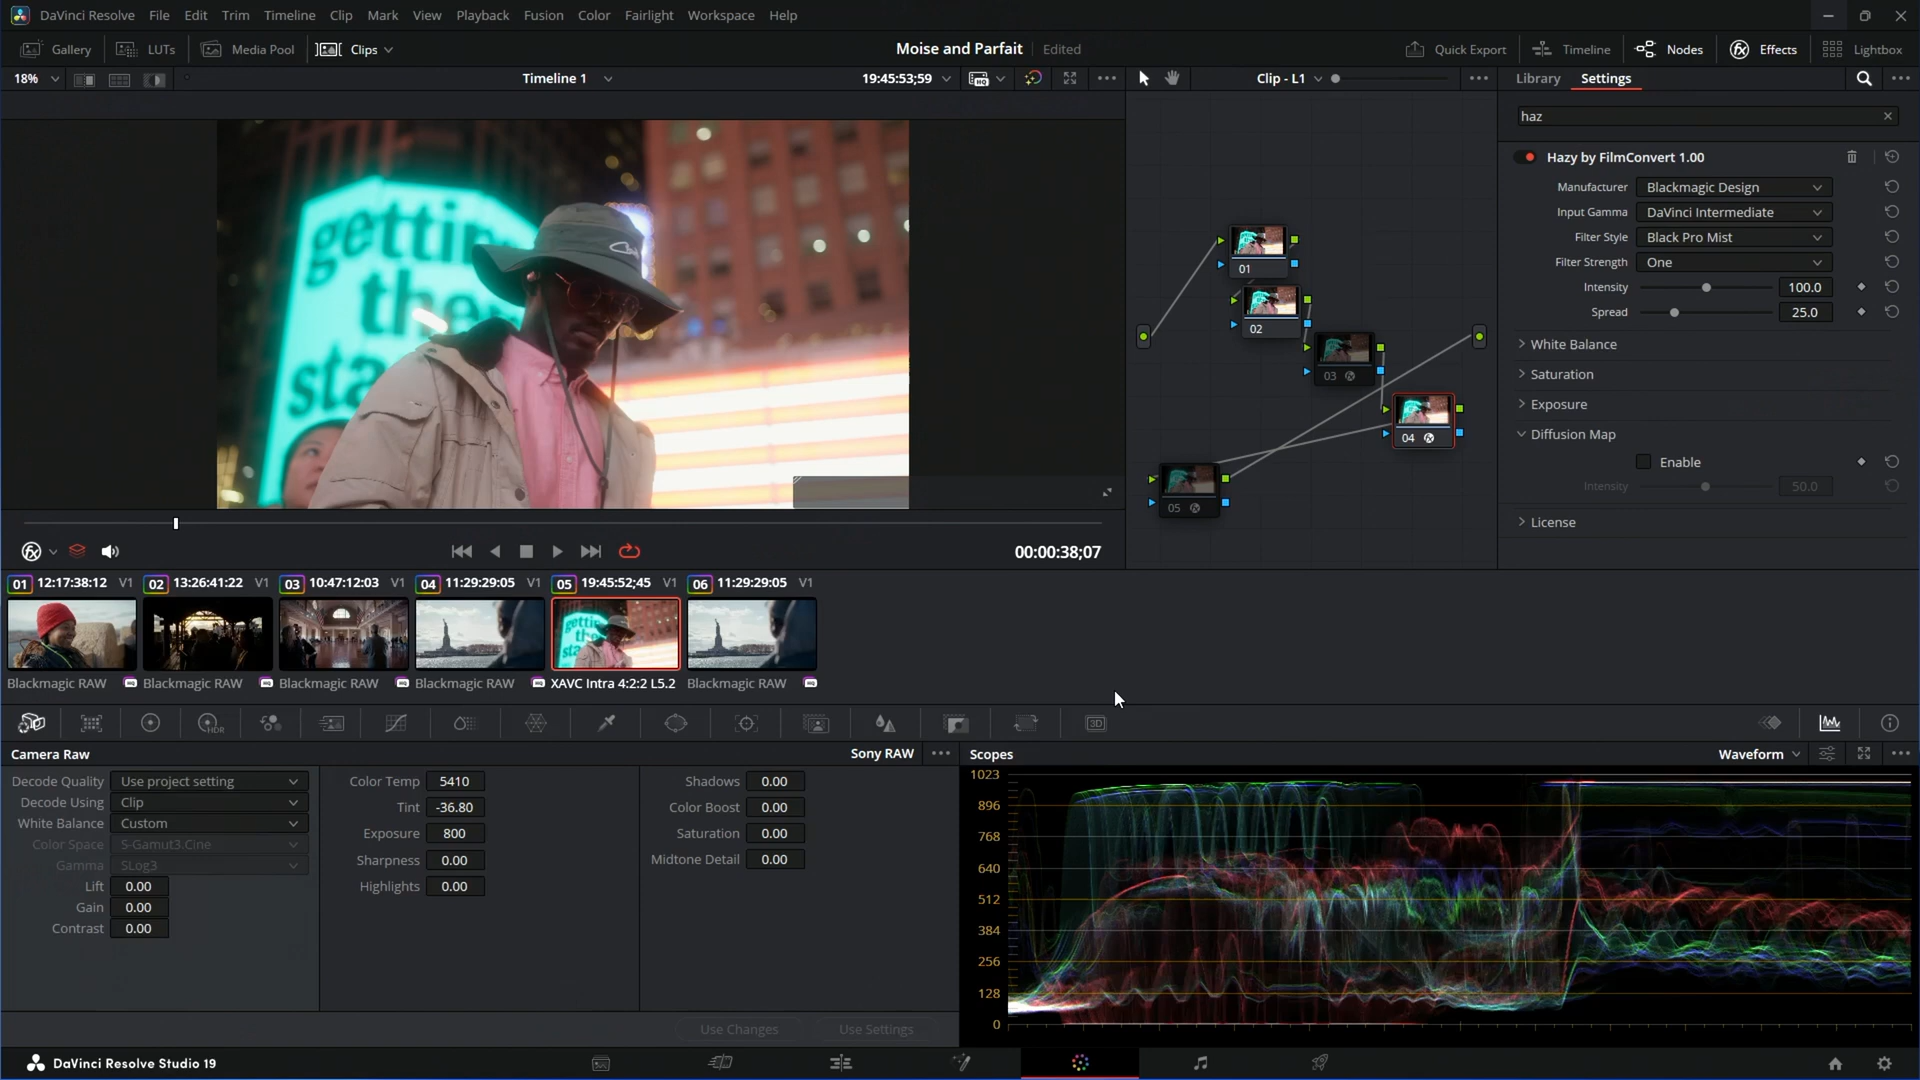 DaVinci Resolve File Edit Trim Timeline Clip Mark View Playback Fusion Color Fairlight Workspace Help
Gallery LUTs Media Pool Clips Moise and Parfait Edited Quick Export Timeline Nodes Effects Lightbox
18% Timeline 1 19:45:53;59 HQ Clip - L1 Library Settings
haz
Hazy by FilmConvert 1.00
Manufacturer Blackmagic Design
Input Gamma DaVinci Intermediate
Filter Style Black Pro Mist
Filter Strength One
Intensity 100.0
Spread 25.0
White Balance
Saturation
Exposure
Diffusion Map
Enable
Intensity 50.0
License
getting
the
sta
01
02
03
04
05
00:00:38;07
01 12:17:38:12 V1 02 13:26:41:22 V1 03 10:47:12:03 V1 04 11:29:29:05 V1 05 19:45:52;45 V1 06 11:29:29:05 V1
Blackmagic RAW Blackmagic RAW Blackmagic RAW Blackmagic RAW XAVC Intra 4:2:2 L5.2 Blackmagic RAW
HDR 3D
Camera Raw Sony RAW Scopes Waveform
Decode Quality Use project setting
Decode Using Clip
White Balance Custom
Color Space S-Gamut3.Cine
Gamma SLog3
Lift 0.00
Gain 0.00
Contrast 0.00
Color Temp 5410
Tint -36.80
Exposure 800
Sharpness 0.00
Highlights 0.00
Shadows 0.00
Color Boost 0.00
Saturation 0.00
Midtone Detail 0.00
1023
896
768
640
512
384
256
128
0
Use Changes Use Settings
DaVinci Resolve Studio 19